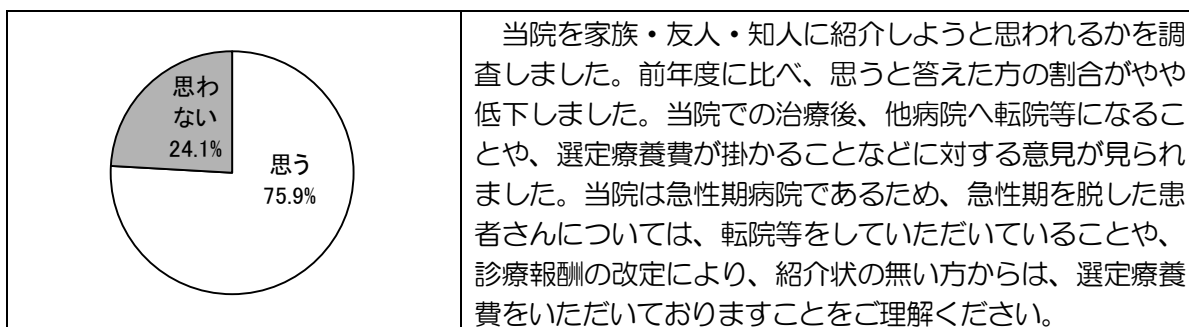 思わ
ない
24.1%
思う
75.9%
当院を家族・友人・知人に紹介しようと思われるかを調
査しました。前年度に比べ、思うと答えた方の割合がやや
低下しました。当院での治療後、他病院へ転院等になるこ
とや、選定療養費が掛かることなどに対する意見が見られ
ました。当院は急性期病院であるため、急性期を脱した患
者さんについては、転院等をしていただいていることや、
診療報酬の改定により、紹介状の無い方からは、選定療養
費をいただいておりますことをご理解ください。